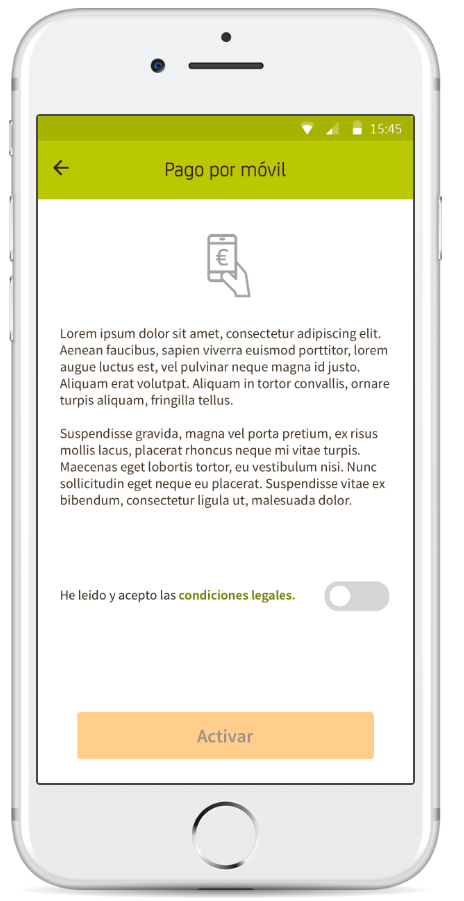 15:45
Pago por móvil
€
Lorem ipsum dolor sit amet, consectetur adipiscing elit.
Aenean faucibus, sapien viverra euismod porttitor, lorem
augue luctus est, vel pulvinar neque magna id justo.
Aliquam erat volutpat. Aliquam in tortor convallis, ornare
turpis aliquam, fringilla tellus.
Suspendisse gravida, magna vel porta pretium, ex risus
mollis lacus, placerat rhoncus neque mi vitae turpis.
Maecenas eget lobortis tortor, eu vestibulum nisi. Nunc
sollicitudin eget neque eu placerat. Suspendisse vitae ex
bibendum, consectetur ligula ut, malesuada dolor.
He leído y acepto las condiciones legales.
Activar